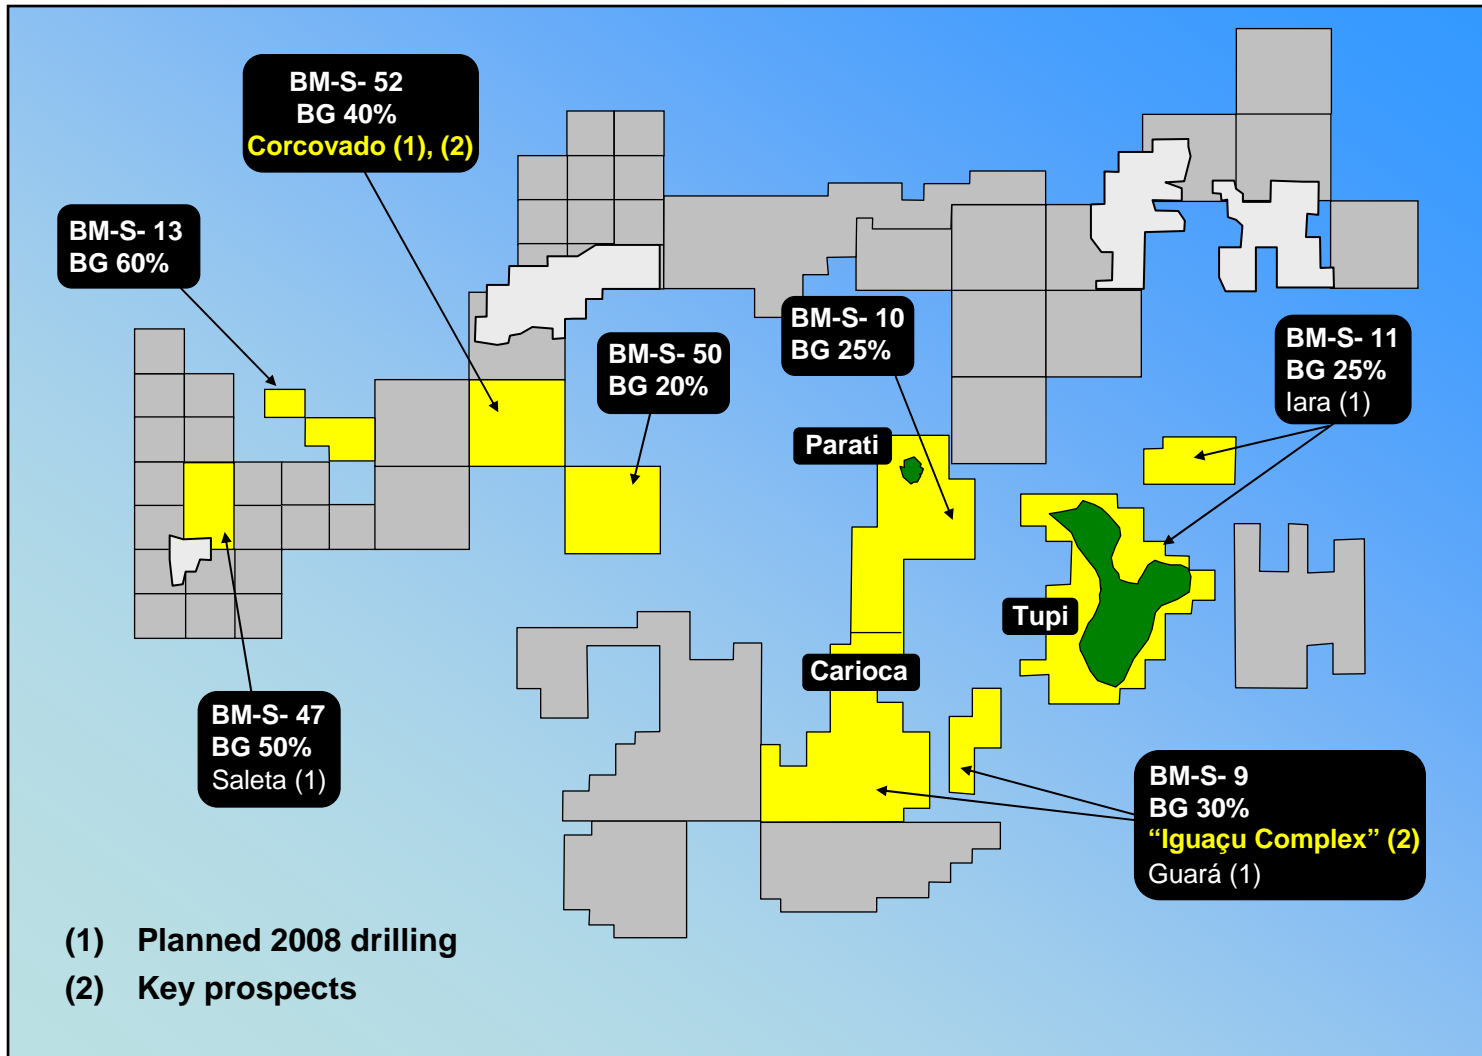 BM-S- 52
BG 40%
Corcovado (1), (2)
BM-S- 13
BG 60%
BM-S- 50
BG 20%
BM-S- 10
BG 25%
BM-S- 11
BG 25%
Iara (1)
Parati
Tupi
Carioca
BM-S- 47
BG 50%
Saleta (1)
BM-S- 9
BG 30%
“Iguaçu Complex” (2)
Guará (1)
(1) Planned 2008 drilling
(2) Key prospects